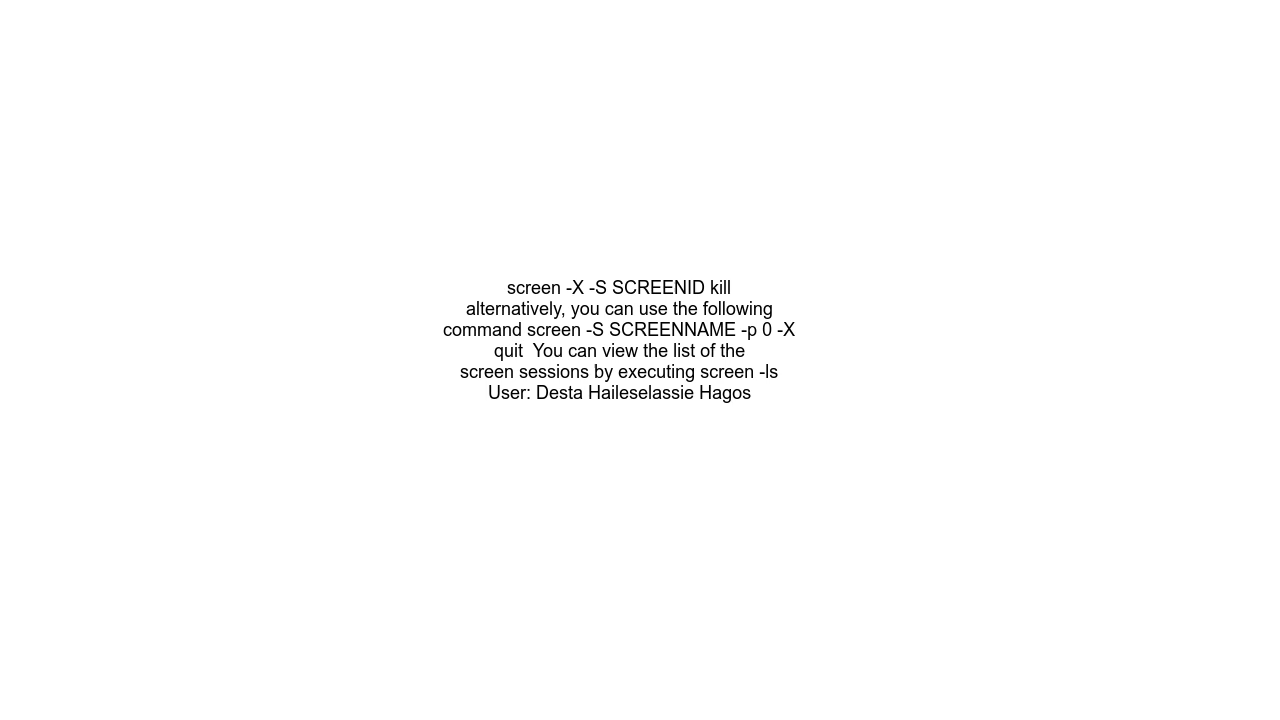 screen -X -S SCREENID kill
alternatively, you can use the following
command screen -S SCREENNAME -p 0 -X
quit  You can view the list of the
screen sessions by executing screen -ls
User: Desta Haileselassie Hagos